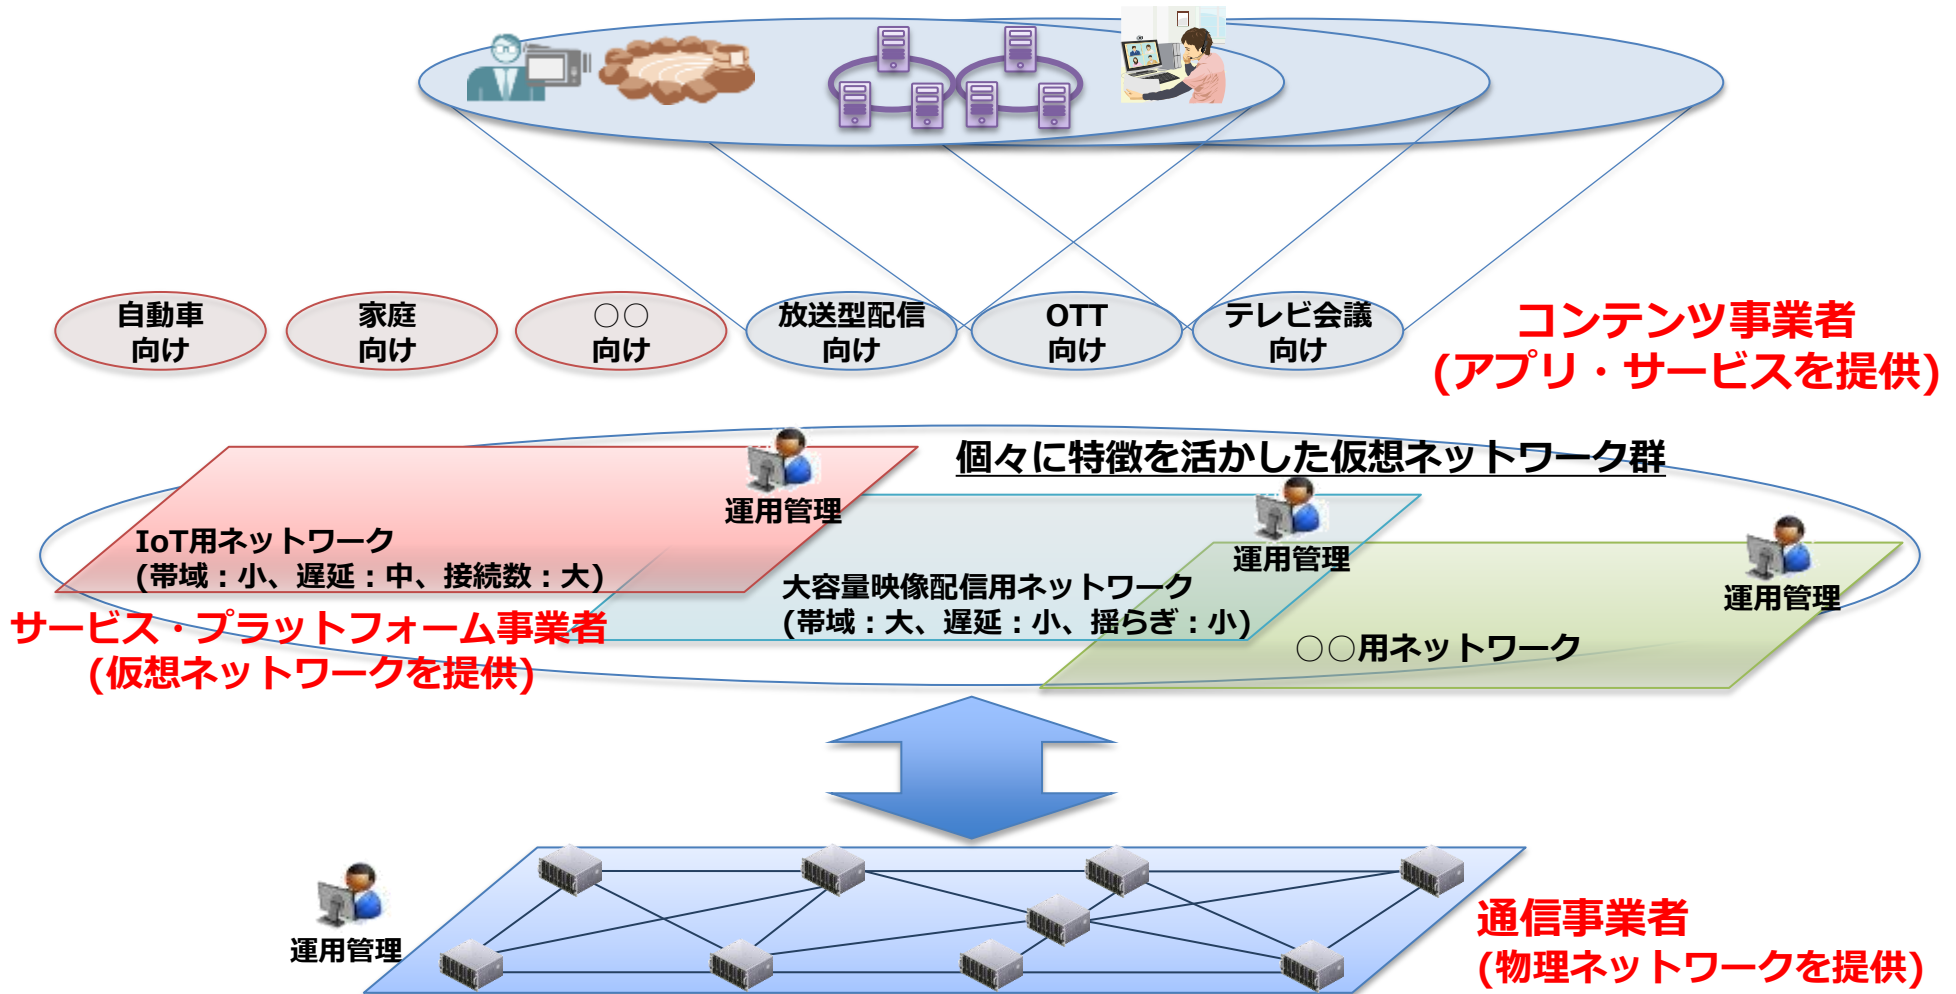 自動車
向け
家庭
向け
○○
向け
放送型配信
向け
OTT
向け
テレビ会議
向け
コンテンツ事業者
(アプリ・サービスを提供)
個々に特徴を活かした仮想ネットワーク群
運用管理
IoT用ネットワーク
(帯域：小、遅延：中、接続数：大)
運用管理
大容量映像配信用ネットワーク
(帯域：大、遅延：小、揺らぎ：小)
運用管理
○○用ネットワーク
サービス・プラットフォーム事業者
(仮想ネットワークを提供)
運用管理
通信事業者
(物理ネットワークを提供)